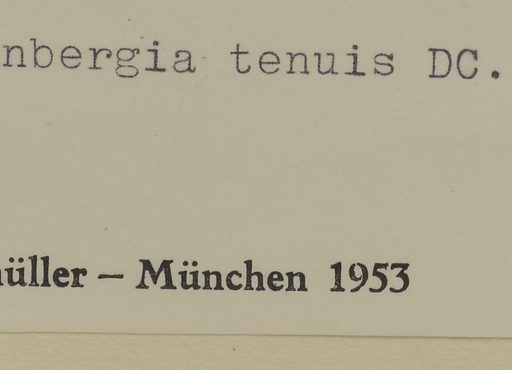 nbergia tenuis DC.
üller – München 1953